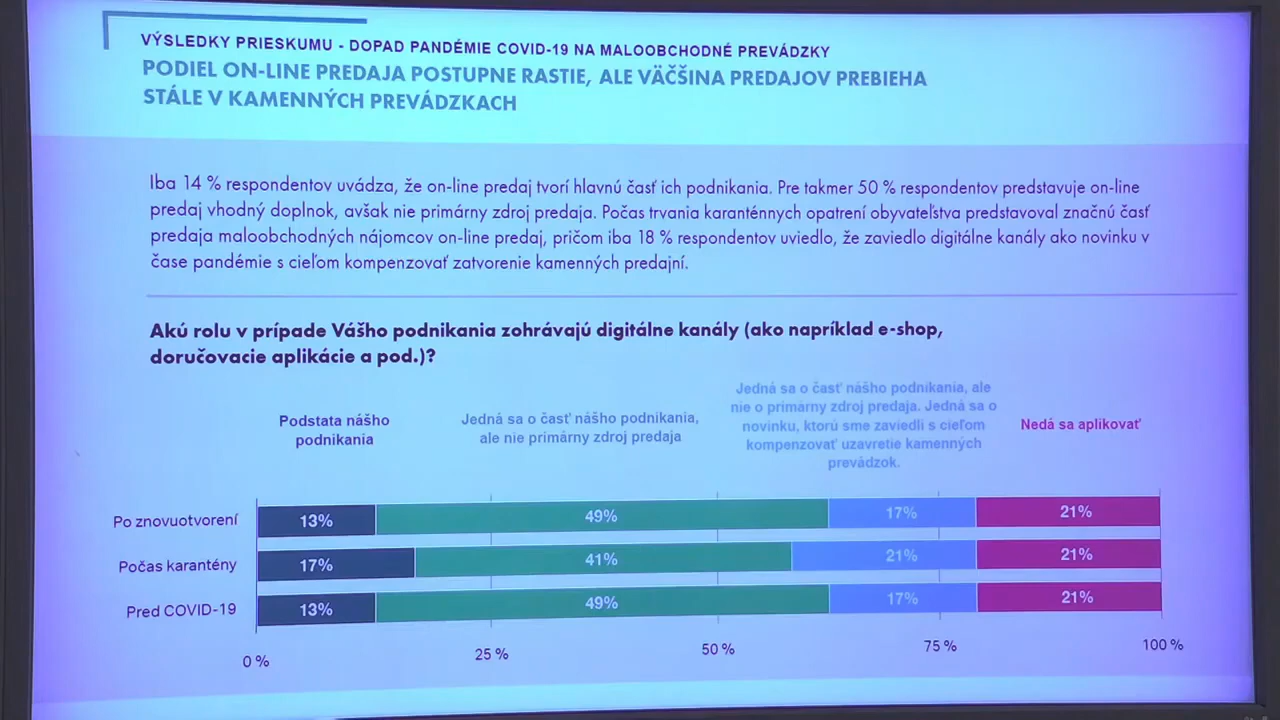 VÝSLEDKY PRIESKUMU - DOPAD PANDÉMIE COVID-19 NA MALOOBCHODNÉ PREVÁDZKY
PODIEL ON-LINE PREDAJA POSTUPNE RASTIE, ALE VÄČŠINA PREDAJOV PREBIEHA
STÁLE V KAMENNÝCH PREVÁDZKACH
Iba 14 % respondentov uvádza, že on-line predaj tvorí hlavnú časť ich podnikania. Pre takmer 50 % respondentov predstavuje on-line
predaj vhodný doplnok, avšak nie primárny zdroj predaja. Počas trvania karanténnych opatrení obyvateľstva predstavoval značnú časť
predaja maloobchodných nájomcov on-line predaj, pričom iba 18 % respondentov uviedlo, že zaviedlo digitálne kanály ako novinku v
čase pandémie s cieľom kompenzovať zatvorenie kamenných predajní.
Akú rolu v prípade Vášho podnikania zohrávajú digitálne kanály (ako napríklad e-shop,
doručovacie aplikácie a pod.)?
Podstata nášho
podnikania
Jedná sa o časť nášho podnikania,
ale nie primárny zdroj predaja
Jedná sa o časť nášho podnikania, ale
nie o primárny zdroj predaja. Jedná sa o
novinku, ktorú sme zaviedli s cieľom
kompenzovať uzavretie kamenných
prevádzok.
Nedá sa aplikovať
Po znovuotvorení 13% 49% 17% 21%
Počas karantény 17% 41% 21% 21%
Pred COVID-19 13% 49% 17% 21%
0 % 25 % 50 % 75 % 100 %